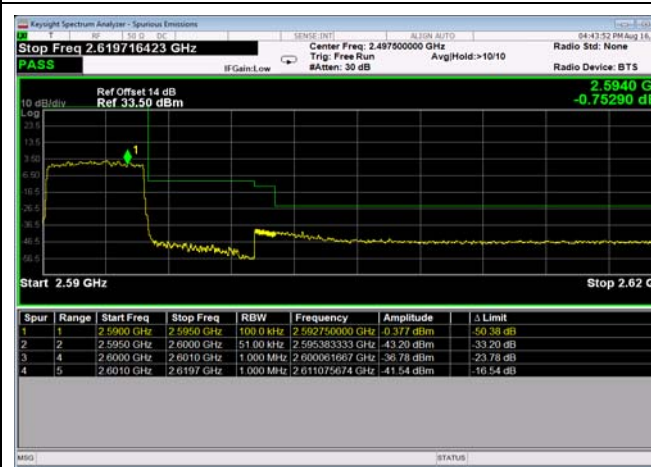 Keysight Spectrum Analyzer - Spurious Emissions
T RF 50 Ω DC SENSE:INT ALIGN AUTO 04:43:52 PM Aug 16,
Stop Freq 2.619716423 GHz Center Freq: 2.497500000 GHz Radio Std: None
Trig: Free Run Avg|Hold:>10/10
PASS IFGain:Low #Atten: 30 dB Radio Device: BTS
Ref Offset 14 dB 2.5940 G
10 dB/div Ref 33.50 dBm -0.75290 d
Log
23.5
13.5
1
3.50
-6.50
-16.5
-26.5
-36.5
-46.5
-56.5
Start 2.59 GHz Stop 2.62 G
Spur Range Start Freq Stop Freq RBW Frequency Amplitude Δ Limit
1 1 2.5900 GHz 2.5950 GHz 100.0 kHz 2.592750000 GHz -0.377 dBm -50.38 dB
2 2 2.5950 GHz 2.6000 GHz 51.00 kHz 2.595383333 GHz -43.20 dBm -33.20 dB
3 4 2.6000 GHz 2.6010 GHz 1.000 MHz 2.600061667 GHz -36.78 dBm -23.78 dB
4 5 2.6010 GHz 2.6197 GHz 1.000 MHz 2.611075674 GHz -41.54 dBm -16.54 dB
MSG STATUS